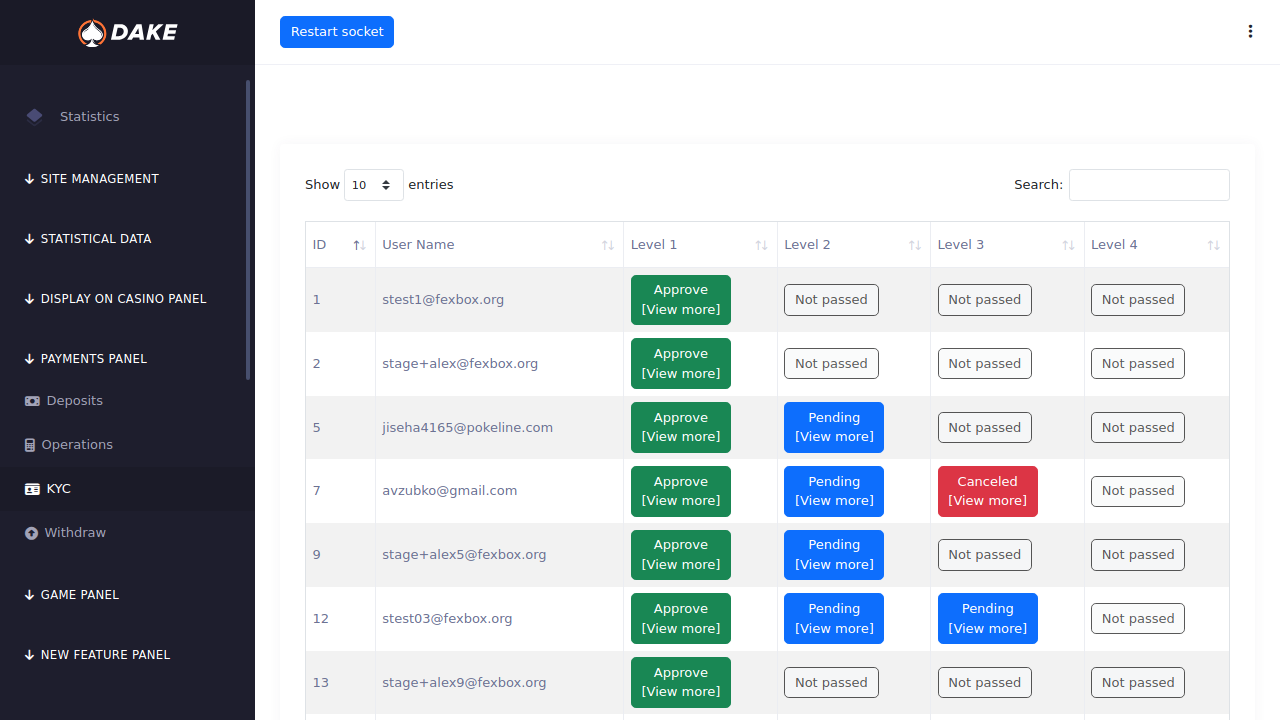 DAKE
Restart socket
Statistics
SITE MANAGEMENT
STATISTICAL DATA
DISPLAY ON CASINO PANEL
PAYMENTS PANEL
Deposits
Operations
KYC
Withdraw
GAME PANEL
NEW FEATURE PANEL
Show 10 entries
Search:
ID User Name Level 1 Level 2 Level 3 Level 4
1 stest1@fexbox.org Approve [View more] Not passed Not passed Not passed
2 stage+alex@fexbox.org Approve [View more] Not passed Not passed Not passed
5 jiseha4165@pokeline.com Approve [View more] Pending [View more] Not passed Not passed
7 avzubko@gmail.com Approve [View more] Pending [View more] Canceled [View more] Not passed
9 stage+alex5@fexbox.org Approve [View more] Pending [View more] Not passed Not passed
12 stest03@fexbox.org Approve [View more] Pending [View more] Pending [View more] Not passed
13 stage+alex9@fexbox.org Approve [View more] Not passed Not passed Not passed